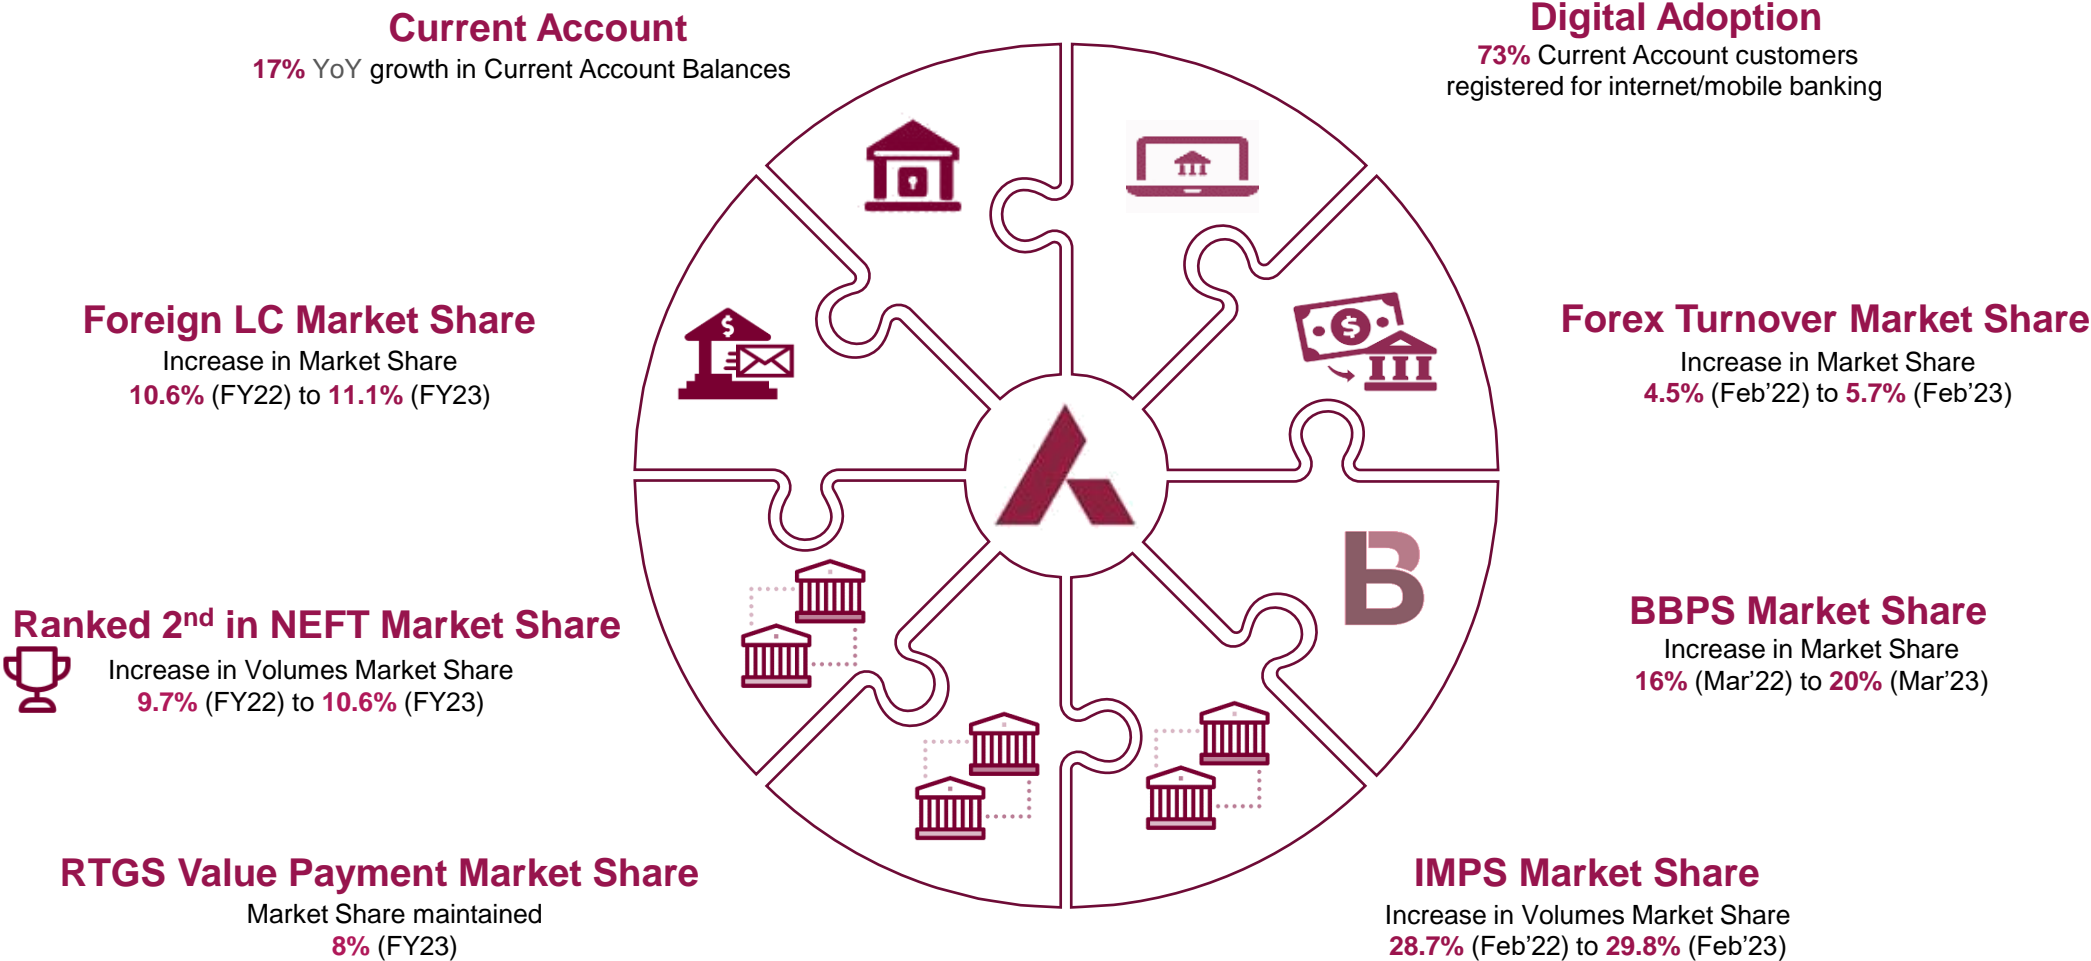 Current Account
17% YoY growth in Current Account Balances
Digital Adoption
73% Current Account customers
registered for internet/mobile banking
Foreign LC Market Share
Increase in Market Share
10.6% (FY22) to 11.1% (FY23)
Forex Turnover Market Share
Increase in Market Share
4.5% (Feb’22) to 5.7% (Feb’23)
Ranked 2nd in NEFT Market Share
Increase in Volumes Market Share
9.7% (FY22) to 10.6% (FY23)
BBPS Market Share
Increase in Market Share
16% (Mar’22) to 20% (Mar’23)
RTGS Value Payment Market Share
Market Share maintained
8% (FY23)
IMPS Market Share
Increase in Volumes Market Share
28.7% (Feb’22) to 29.8% (Feb’23)